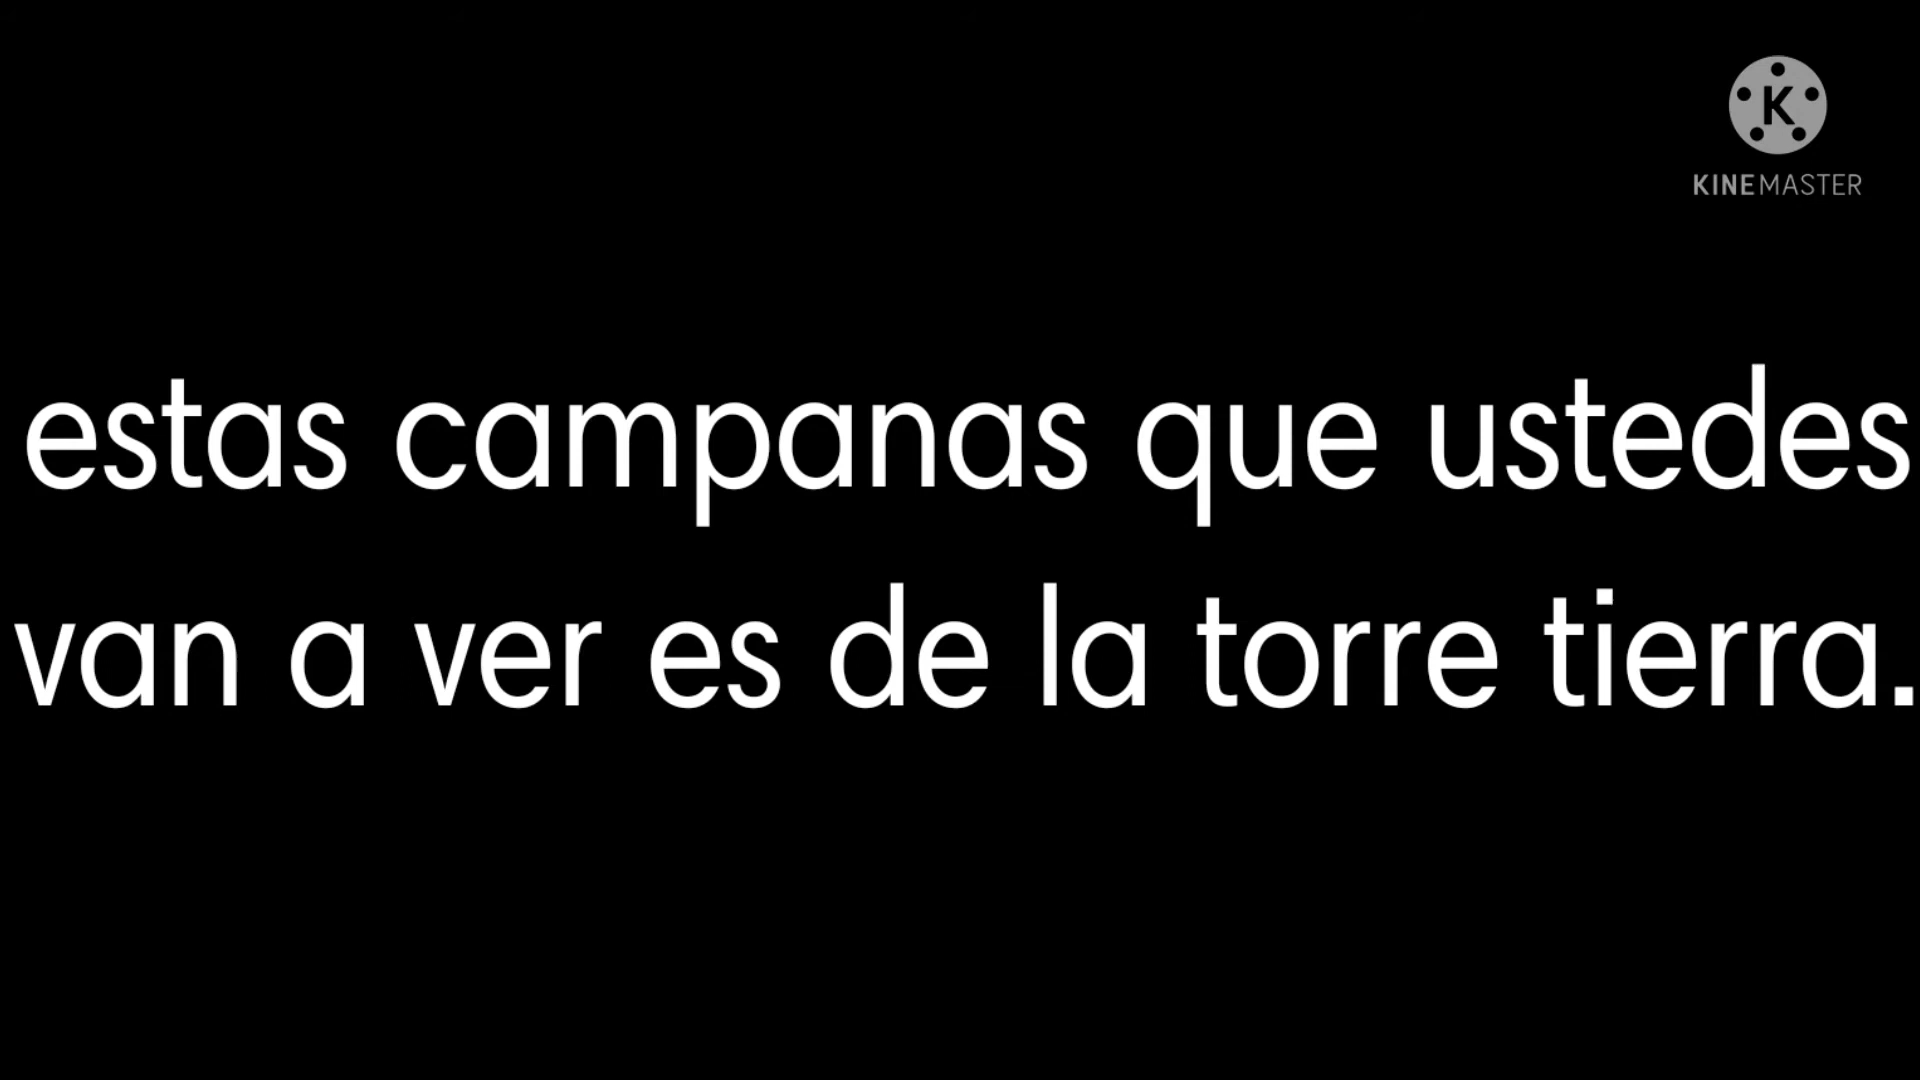 KINEMASTER
estas campanas que ustedes
van a ver es de la torre tierra.